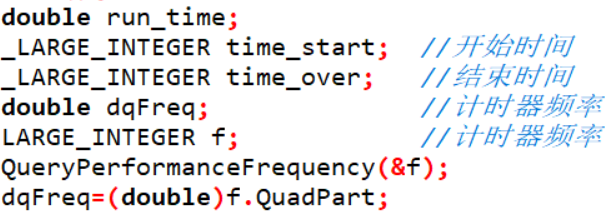 double run_time;
_LARGE_INTEGER time_start;  //开始时间
_LARGE_INTEGER time_over;   //结束时间
double dqFreq;              //计时器频率
LARGE_INTEGER f;            //计时器频率
QueryPerformanceFrequency(&f);
dqFreq=(double)f.QuadPart;